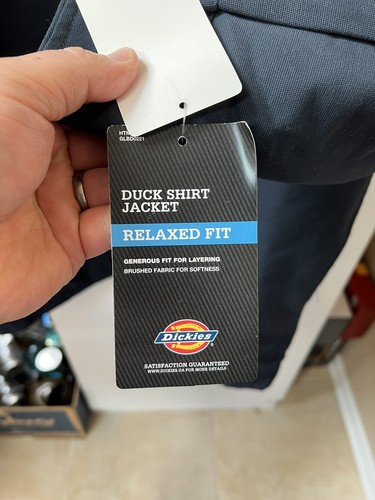 GLBD0221
DUCK SHIRT
JACKET
RELAXED FIT
GENEROUS FIT FOR LAYERING
BRUSHED FABRIC FOR SOFTNESS
Dickies
SATISFACTION GUARANTEED
WWW.DICKIES.CA FOR MORE DETAILS